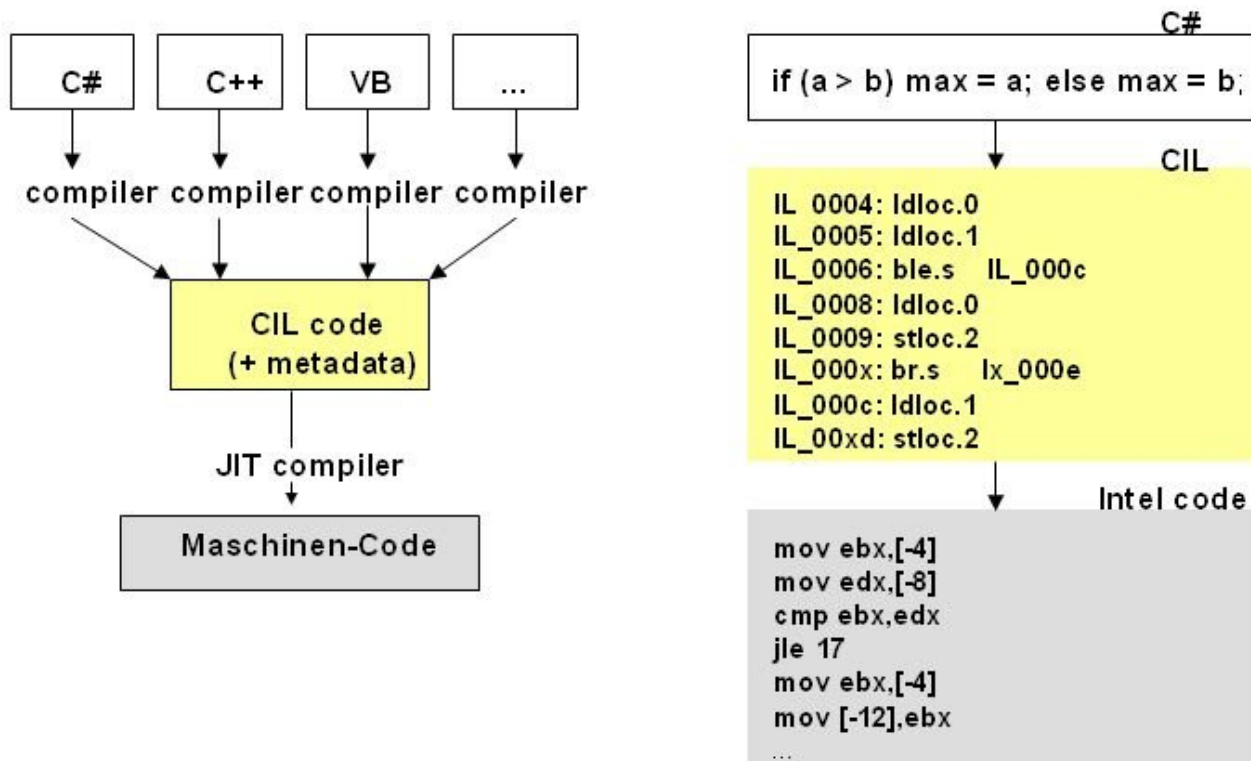 C# C++ VB ...
compiler compiler compiler compiler
CIL code
(+ metadata)
JIT compiler
Maschinen-Code
C#
if (a > b) max = a; else max = b;
CIL
IL_0004: ldloc.0
IL_0005: ldloc.1
IL_0006: ble.s IL_000c
IL_0008: ldloc.0
IL_0009: stloc.2
IL_000x: br.s Ix_000e
IL_000c: ldloc.1
IL_00xd: stloc.2
Intel code
mov ebx,[-4]
mov edx,[-8]
cmp ebx,edx
jle 17
mov ebx,[-4]
mov [-12],ebx
...